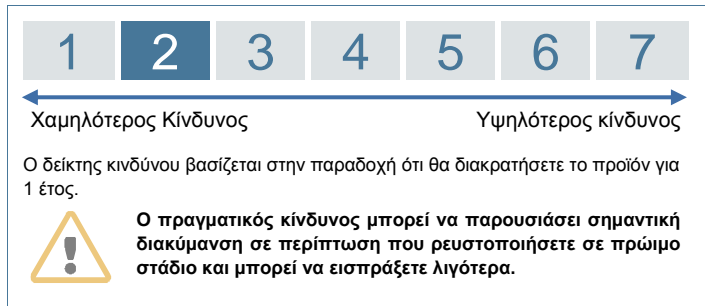 1 2 3 4 5 6 7
Χαμηλότερος Κίνδυνος Υψηλότερος κίνδυνος
Ο δείκτης κινδύνου βασίζεται στην παραδοχή ότι θα διακρατήσετε το προϊόν για
1 έτος.
Ο πραγματικός κίνδυνος μπορεί να παρουσιάσει σημαντική
διακύμανση σε περίπτωση που ρευστοποιήσετε σε πρώιμο
στάδιο και μπορεί να εισπράξετε λιγότερα.